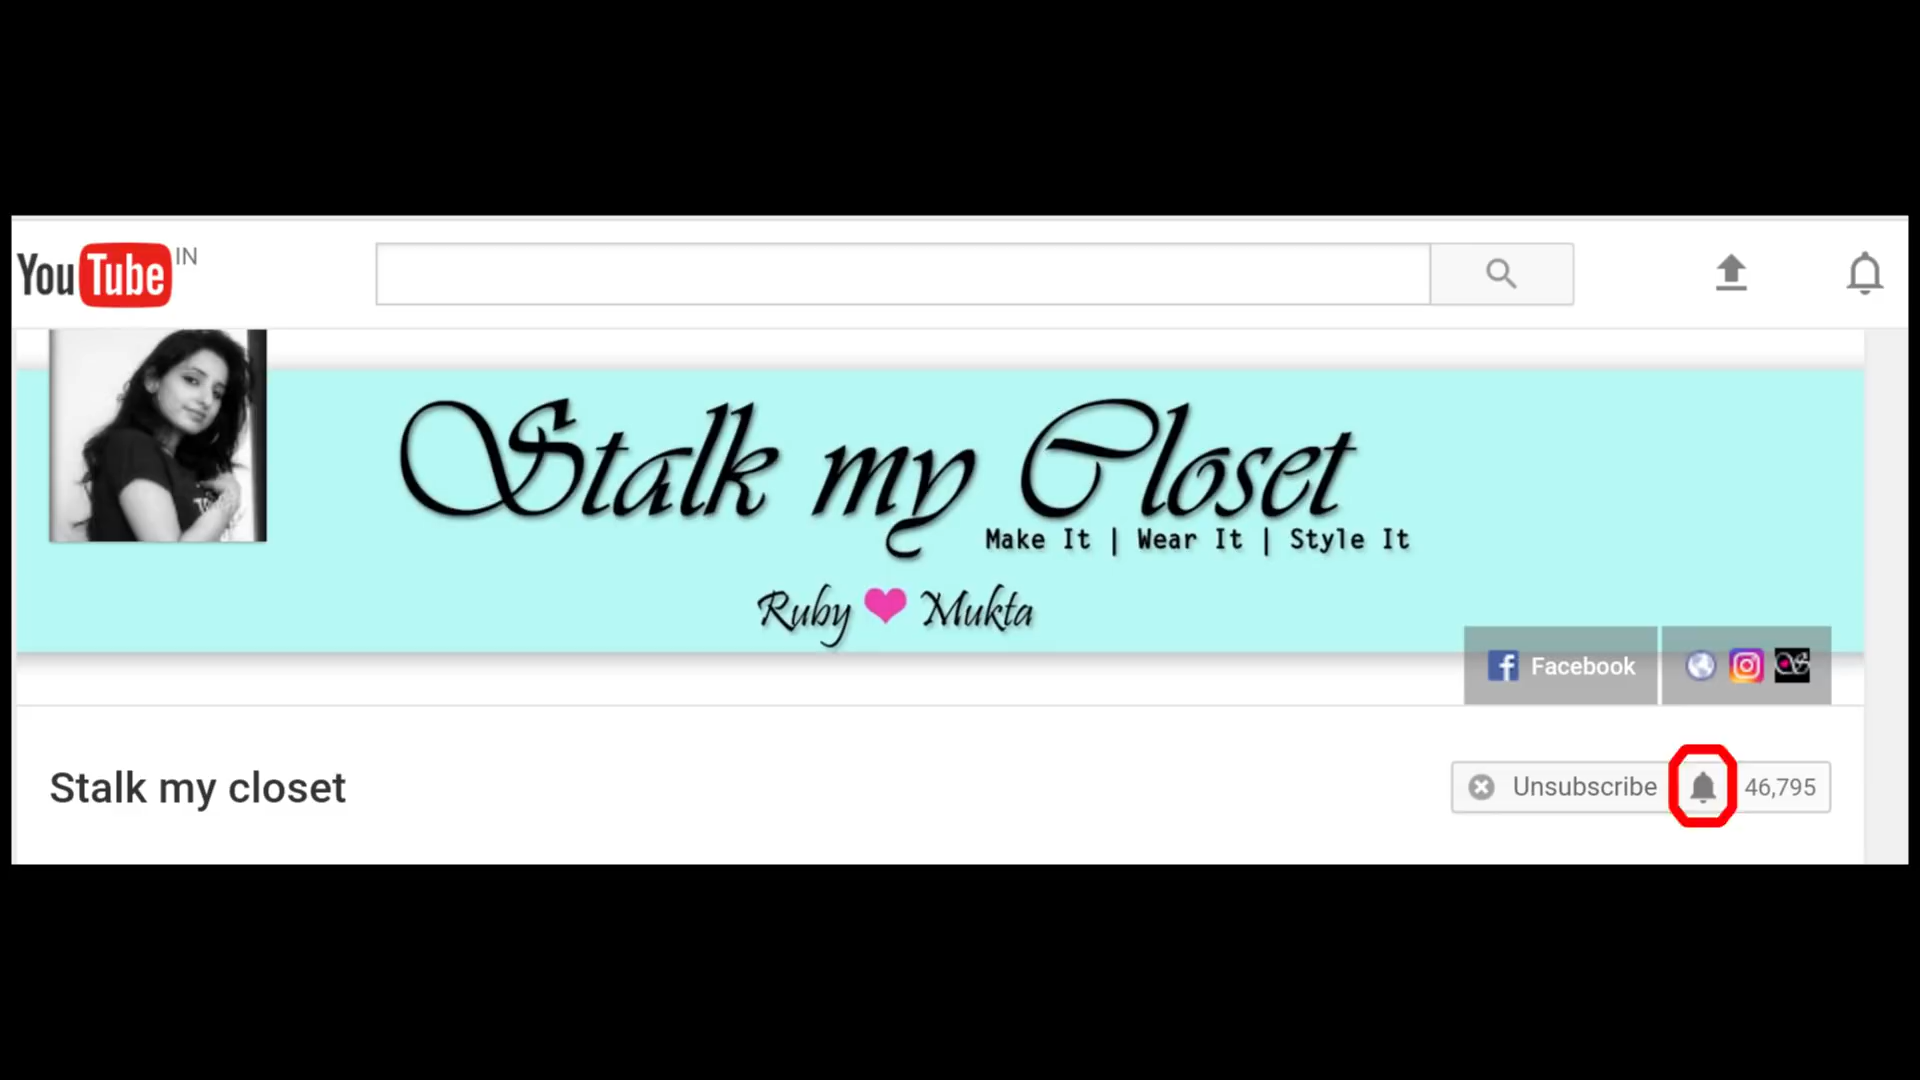 YouTube IN
Stalk my Closet
Make It | Wear It | Style It
Ruby ❤ Mukta
Facebook
Stalk my closet
Unsubscribe 46,795